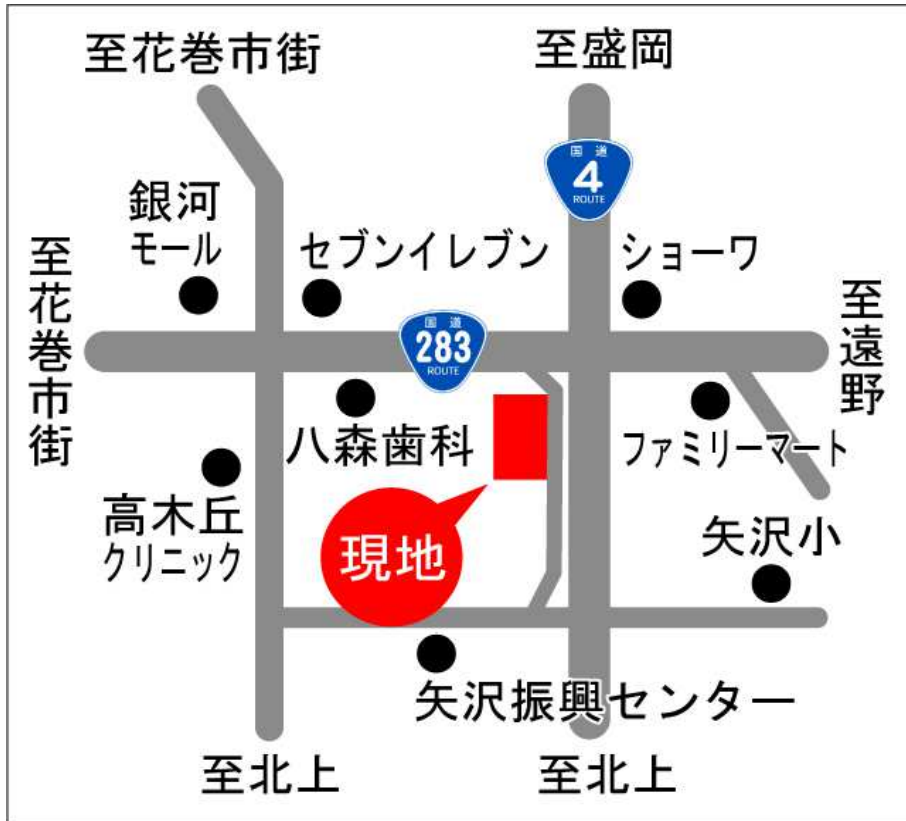 至花巻市街
至盛岡
国道
4
ROUTE
銀河
モール
セブンイレブン
ショーワ
至花巻市街
国道
283
ROUTE
至遠野
八森歯科
ファミリーマート
高木丘
クリニック
現地
矢沢小
矢沢振興センター
至北上
至北上